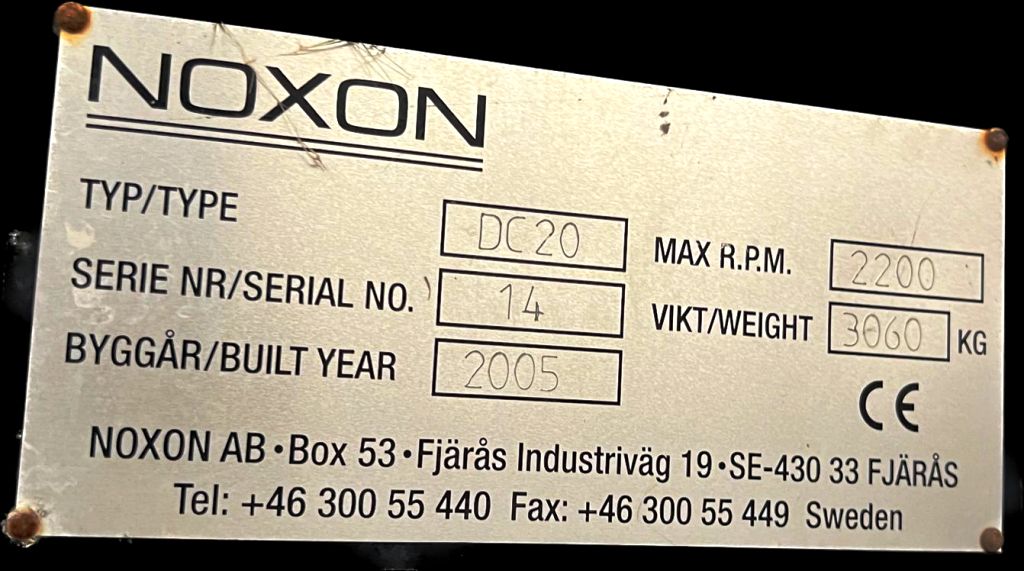 NOXON
TYP/TYPE DC20 MAX R.P.M. 2200
SERIE NR/SERIAL NO. 14 VIKT/WEIGHT 3060 KG
BYGGÅR/BUILT YEAR 2005 CE
NOXON AB • Box 53 • Fjärås Industriväg 19 • SE-430 33 FJÄRÅS
Tel: +46 300 55 440 Fax: +46 300 55 449 Sweden